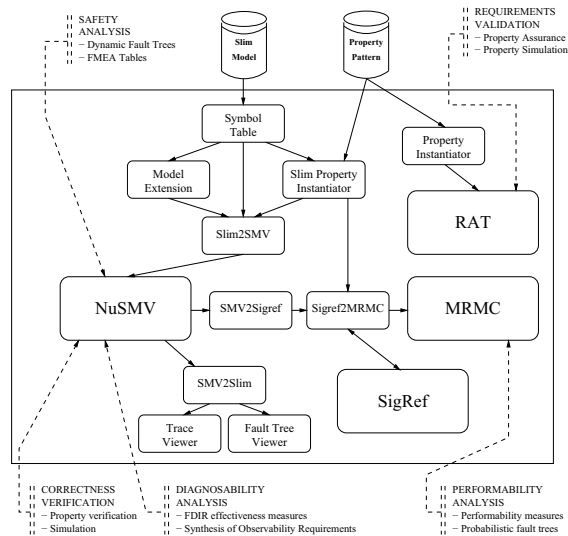 SAFETY
ANALYSIS
− Dynamic Fault Trees
− FMEA Tables
Slim
Model
Property
Pattern
REQUIREMENTS
VALIDATION
− Property Assurance
− Property Simulation
Symbol
Table
Property
Instantiator
Model
Extension
Slim Property
Instantiator
RAT
Slim2SMV
NuSMV
SMV2Sigref
Sigref2MRMC
MRMC
SMV2Slim
SigRef
Trace
Viewer
Fault Tree
Viewer
CORRECTNESS
VERIFICATION
− Property verification
− Simulation
DIAGNOSABILITY
ANALYSIS
− FDIR effectiveness measures
− Synthesis of Observability Requirements
PERFORMABILITY
ANALYSIS
− Performability measures
− Probabilistic fault trees